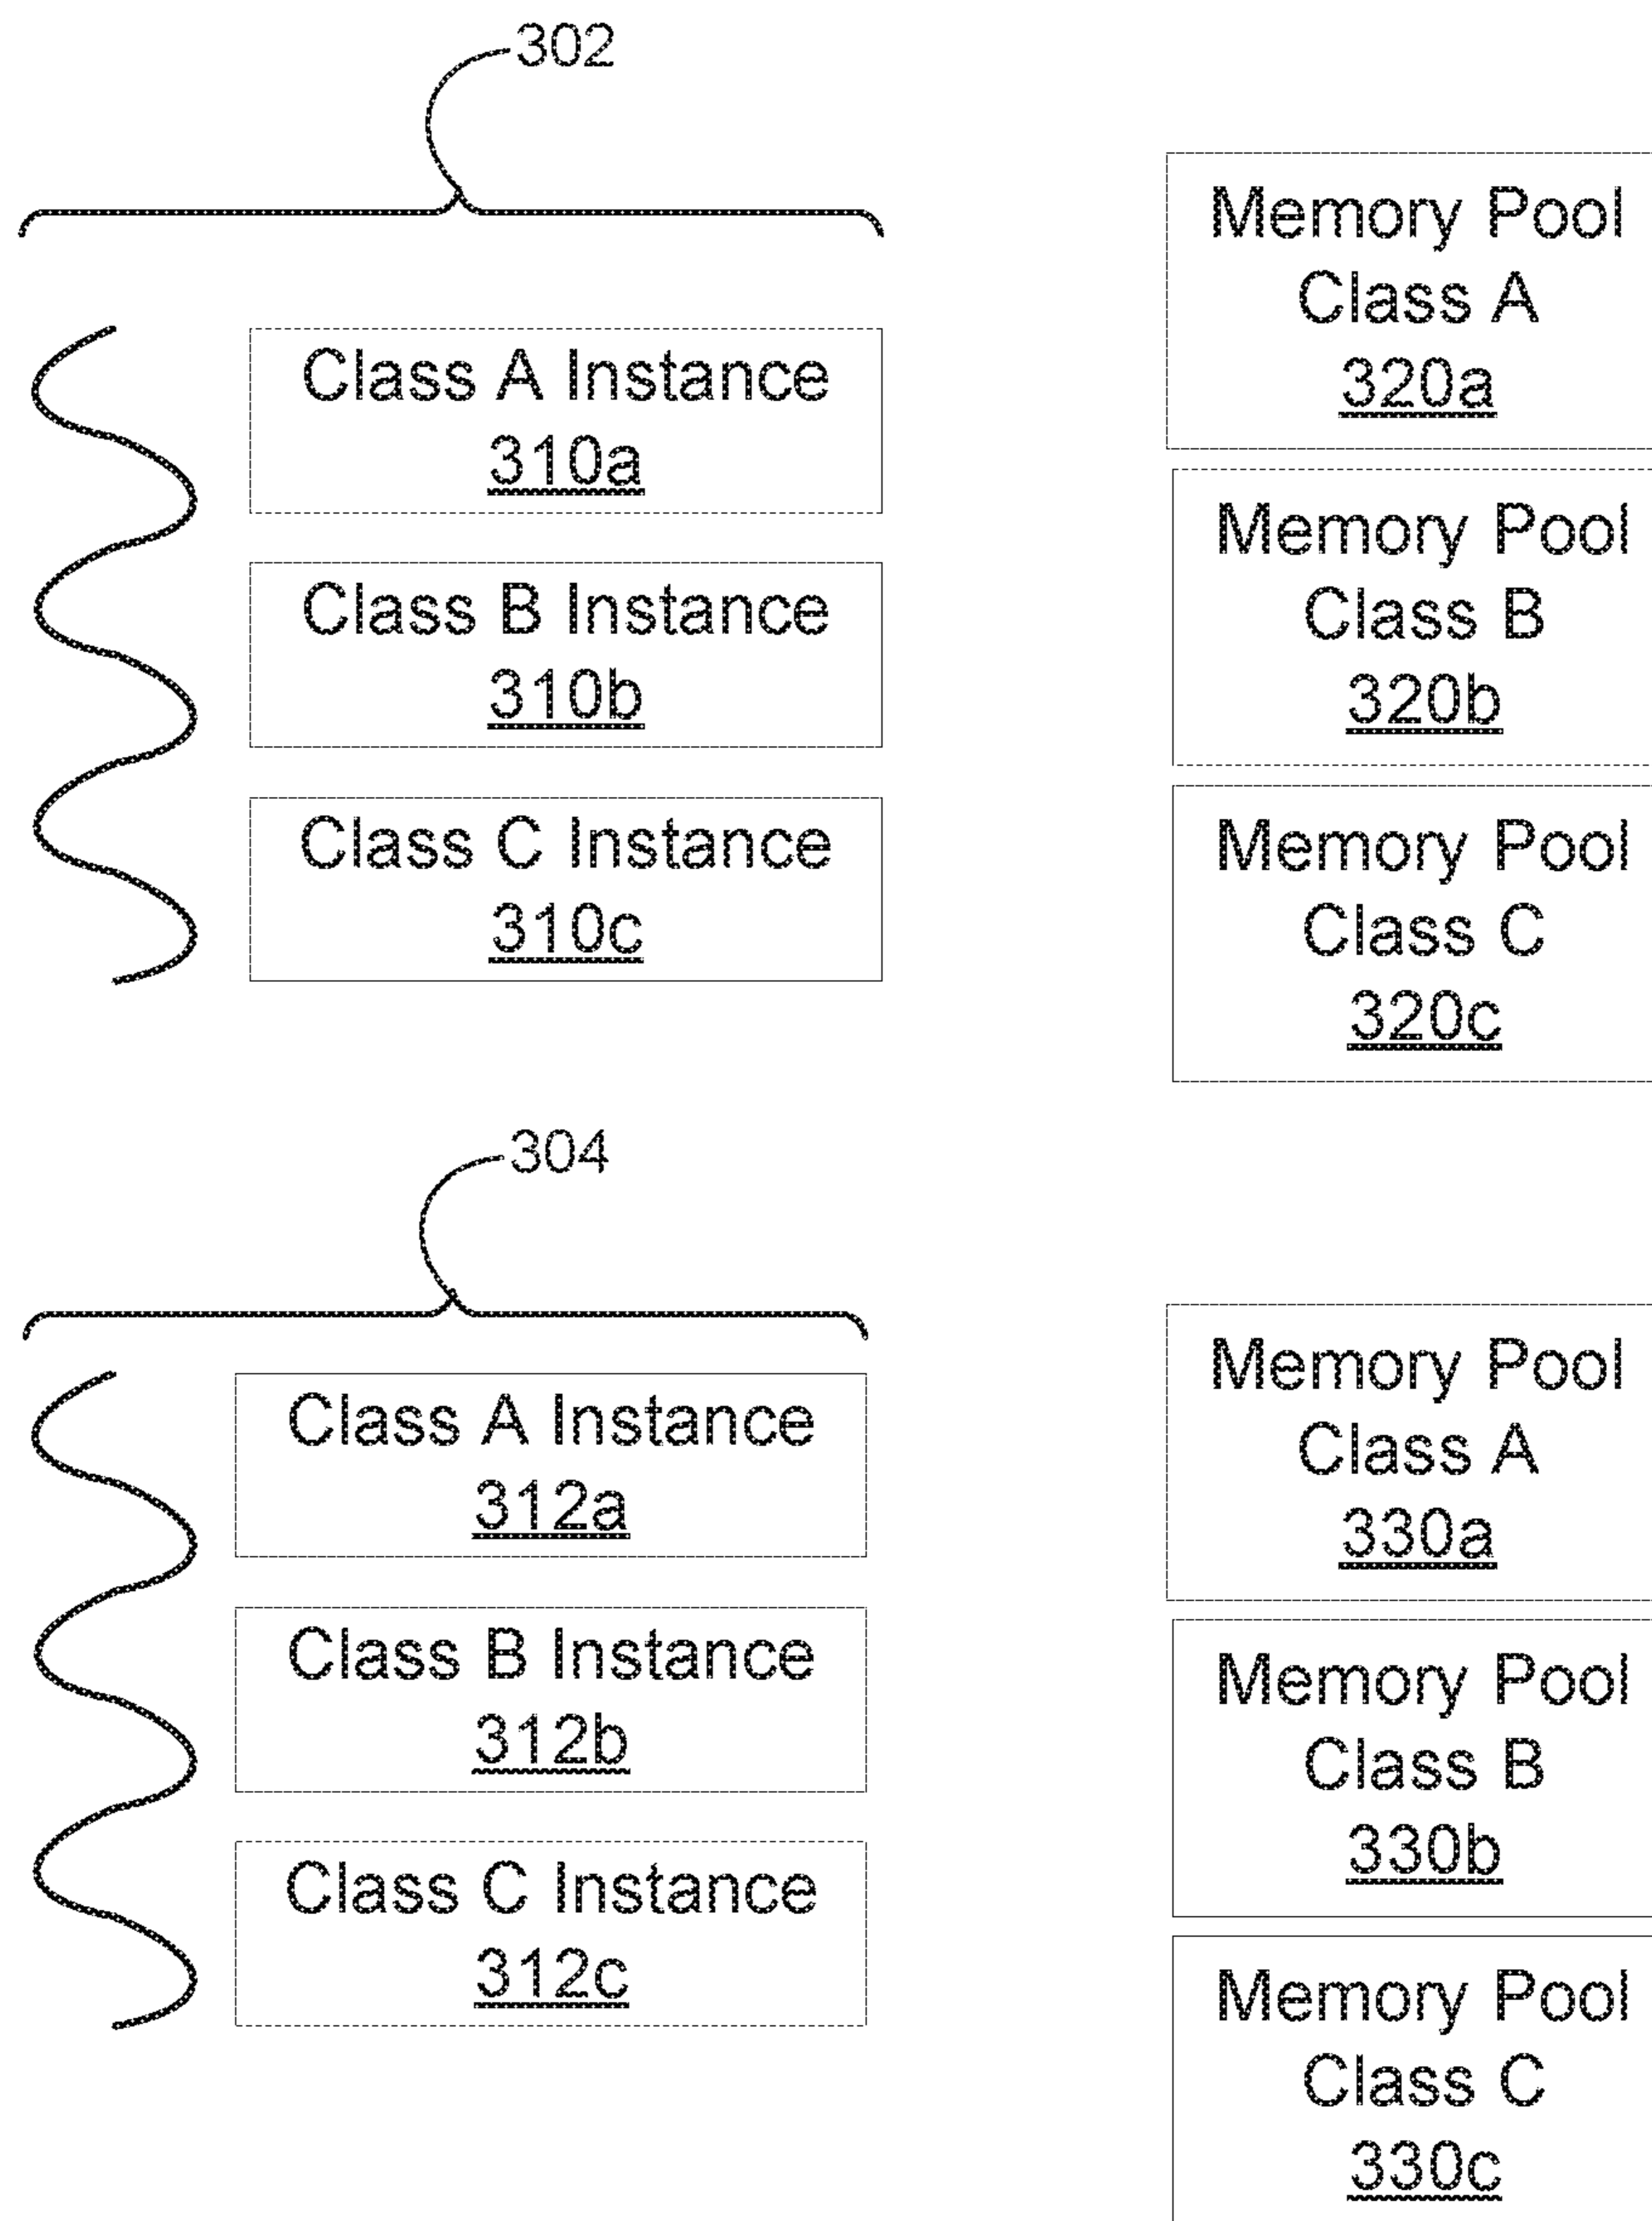 302
Class A Instance
310a
Class B Instance
310b
Class C Instance
310c
Memory Pool
Class A
320a
Memory Pool
Class B
320b
Memory Pool
Class C
320c
304
Class A Instance
312a
Class B Instance
312b
Class C Instance
312c
Memory Pool
Class A
330a
Memory Pool
Class B
330b
Memory Pool
Class C
330c